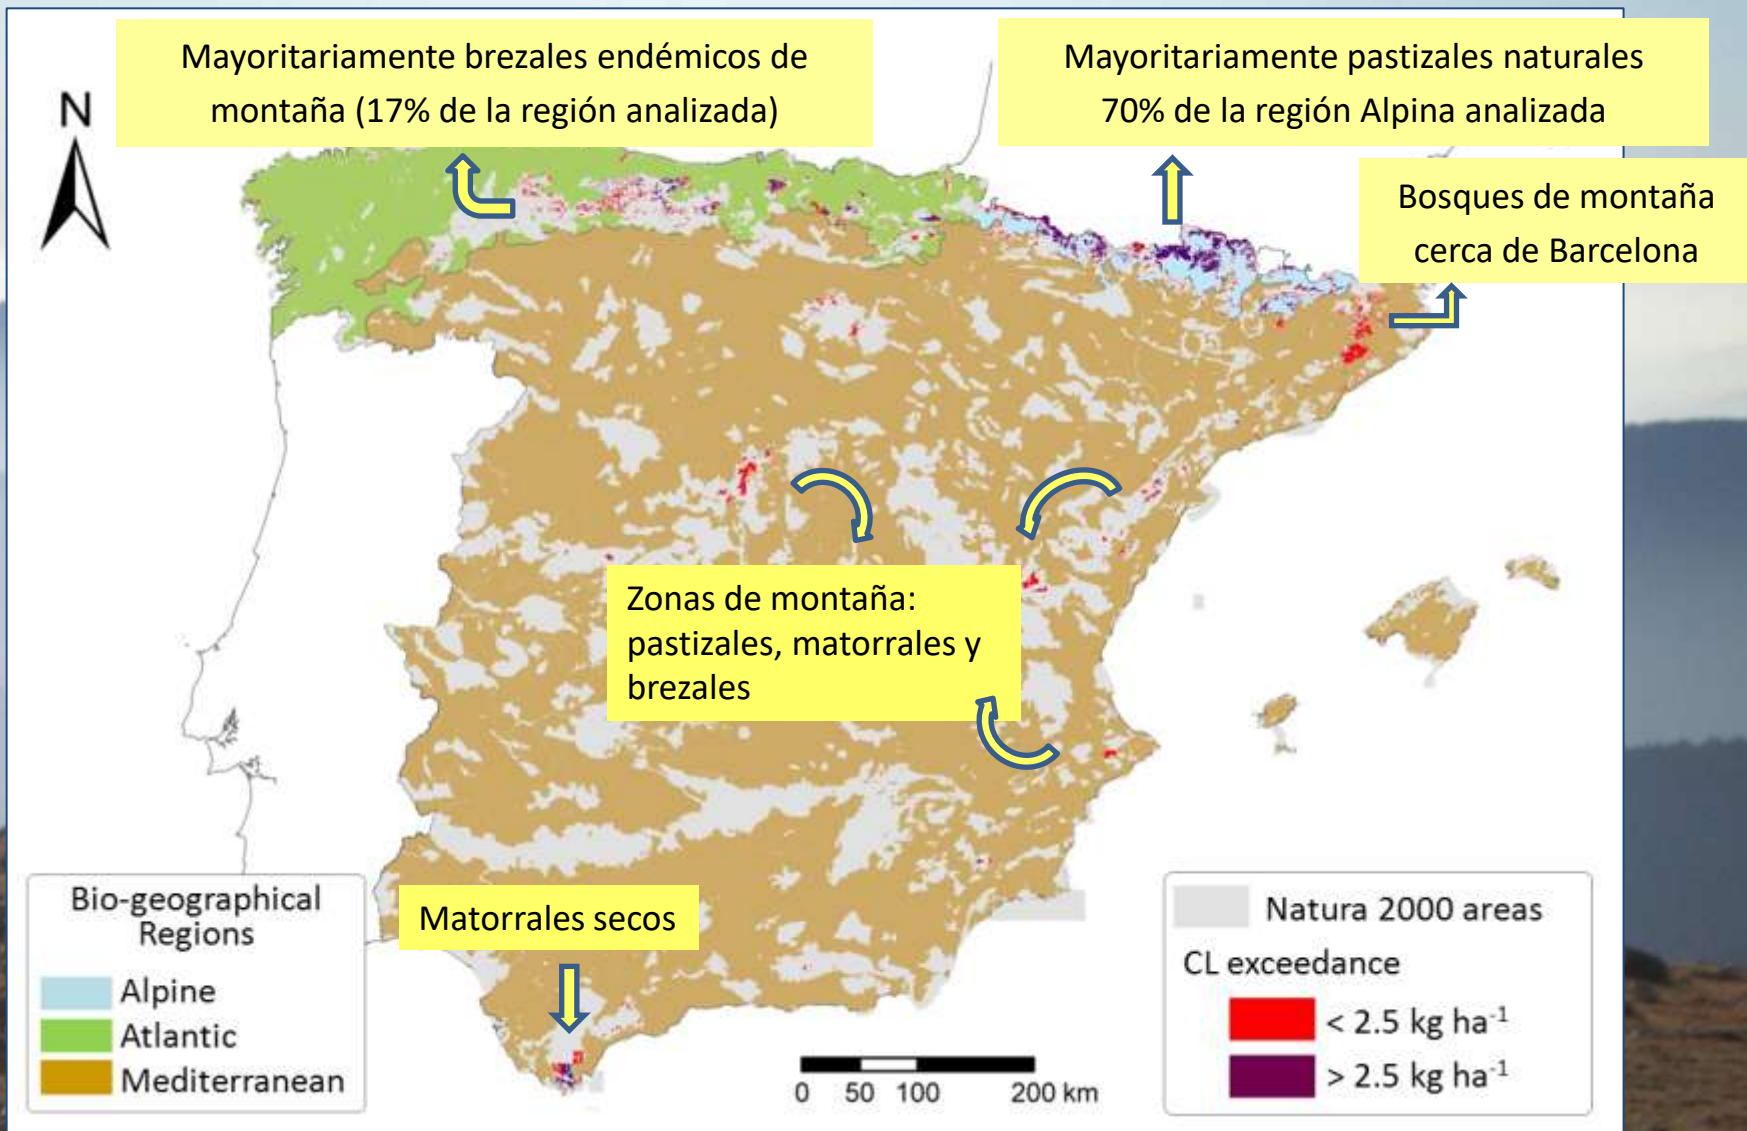 Mayoritariamente brezales endémicos de
montaña (17% de la región analizada)
Mayoritariamente pastizales naturales
70% de la región Alpina analizada
N
Bosques de montaña
cerca de Barcelona
Zonas de montaña:
pastizales, matorrales y
brezales
Matorrales secos
Bio-geographical
Regions
Alpine
Atlantic
Mediterranean
0 50 100 200 km
Natura 2000 areas
CL exceedance
< 2.5 kg ha⁻¹
> 2.5 kg ha⁻¹